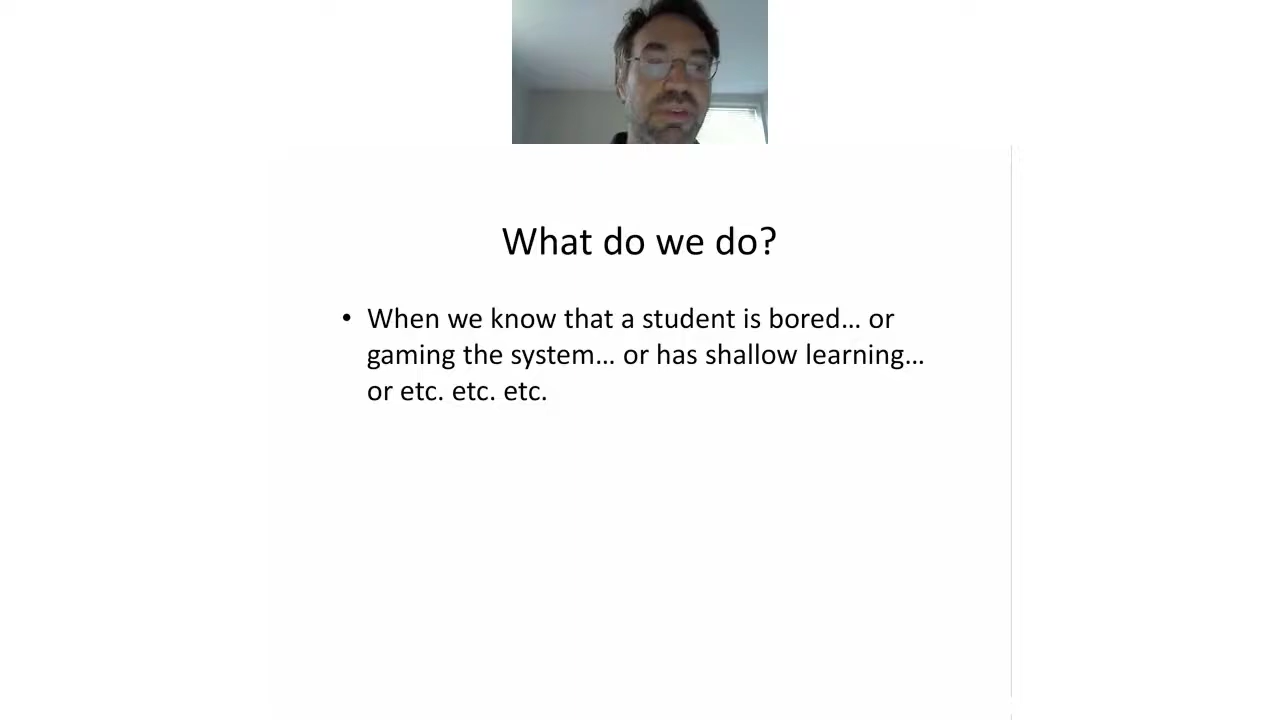 What do we do?
• When we know that a student is bored… or
gaming the system… or has shallow learning…
or etc. etc. etc.